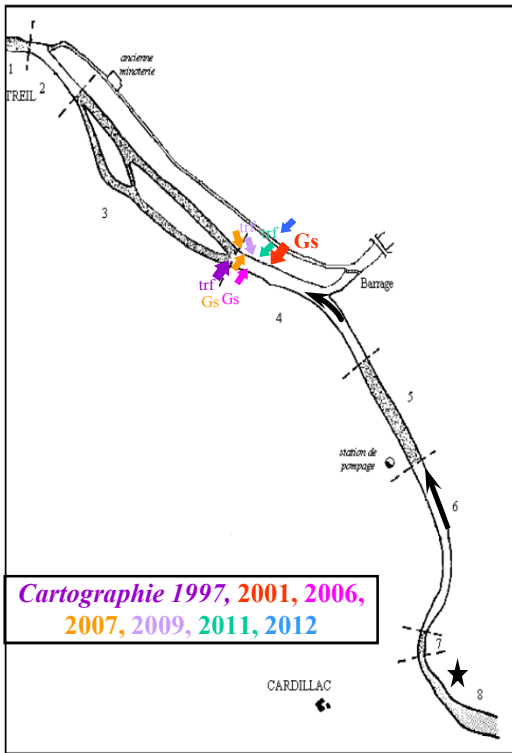 r
1
2
TREIL
ancienne
minoterie
3
trf
trf
Gs
trf
Gs Gs
4
Barrage
5
station de
pompage
6
Cartographie 1997, 2001, 2006,
2007, 2009, 2011, 2012
7
CARDILLAC
8